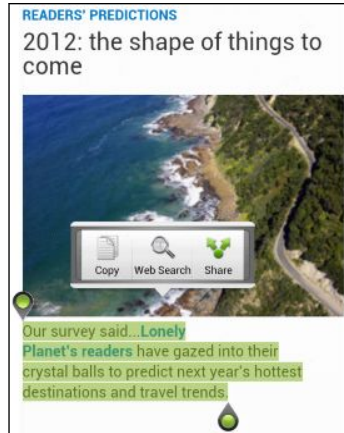 READERS' PREDICTIONS
2012: the shape of things to
come
Copy Web Search Share
Our survey said...Lonely
Planet's readers have gazed into their
crystal balls to predict next year's hottest
destinations and travel trends.